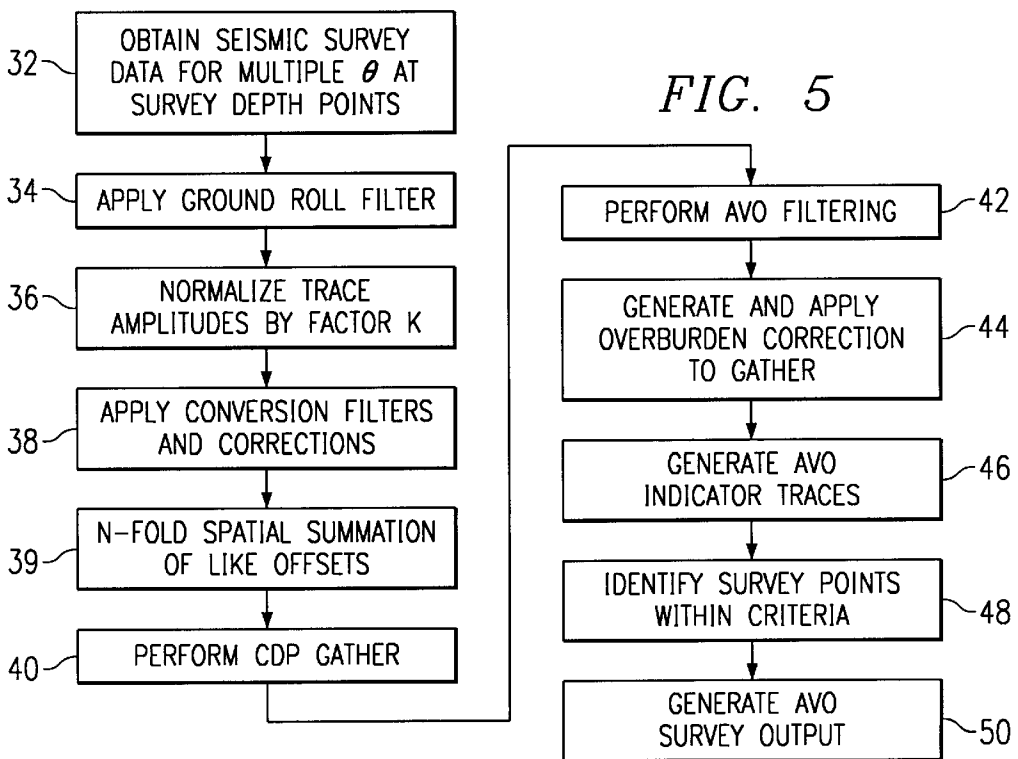 FIG. 5
32
OBTAIN SEISMIC SURVEY
DATA FOR MULTIPLE θ AT
SURVEY DEPTH POINTS
34
APPLY GROUND ROLL FILTER
36
NORMALIZE TRACE
AMPLITUDES BY FACTOR K
38
APPLY CONVERSION FILTERS
AND CORRECTIONS
39
N-FOLD SPATIAL SUMMATION
OF LIKE OFFSETS
40
PERFORM CDP GATHER
PERFORM AVO FILTERING
42
GENERATE AND APPLY
OVERBURDEN CORRECTION
TO GATHER
44
GENERATE AVO
INDICATOR TRACES
46
IDENTIFY SURVEY POINTS
WITHIN CRITERIA
48
GENERATE AVO
SURVEY OUTPUT
50